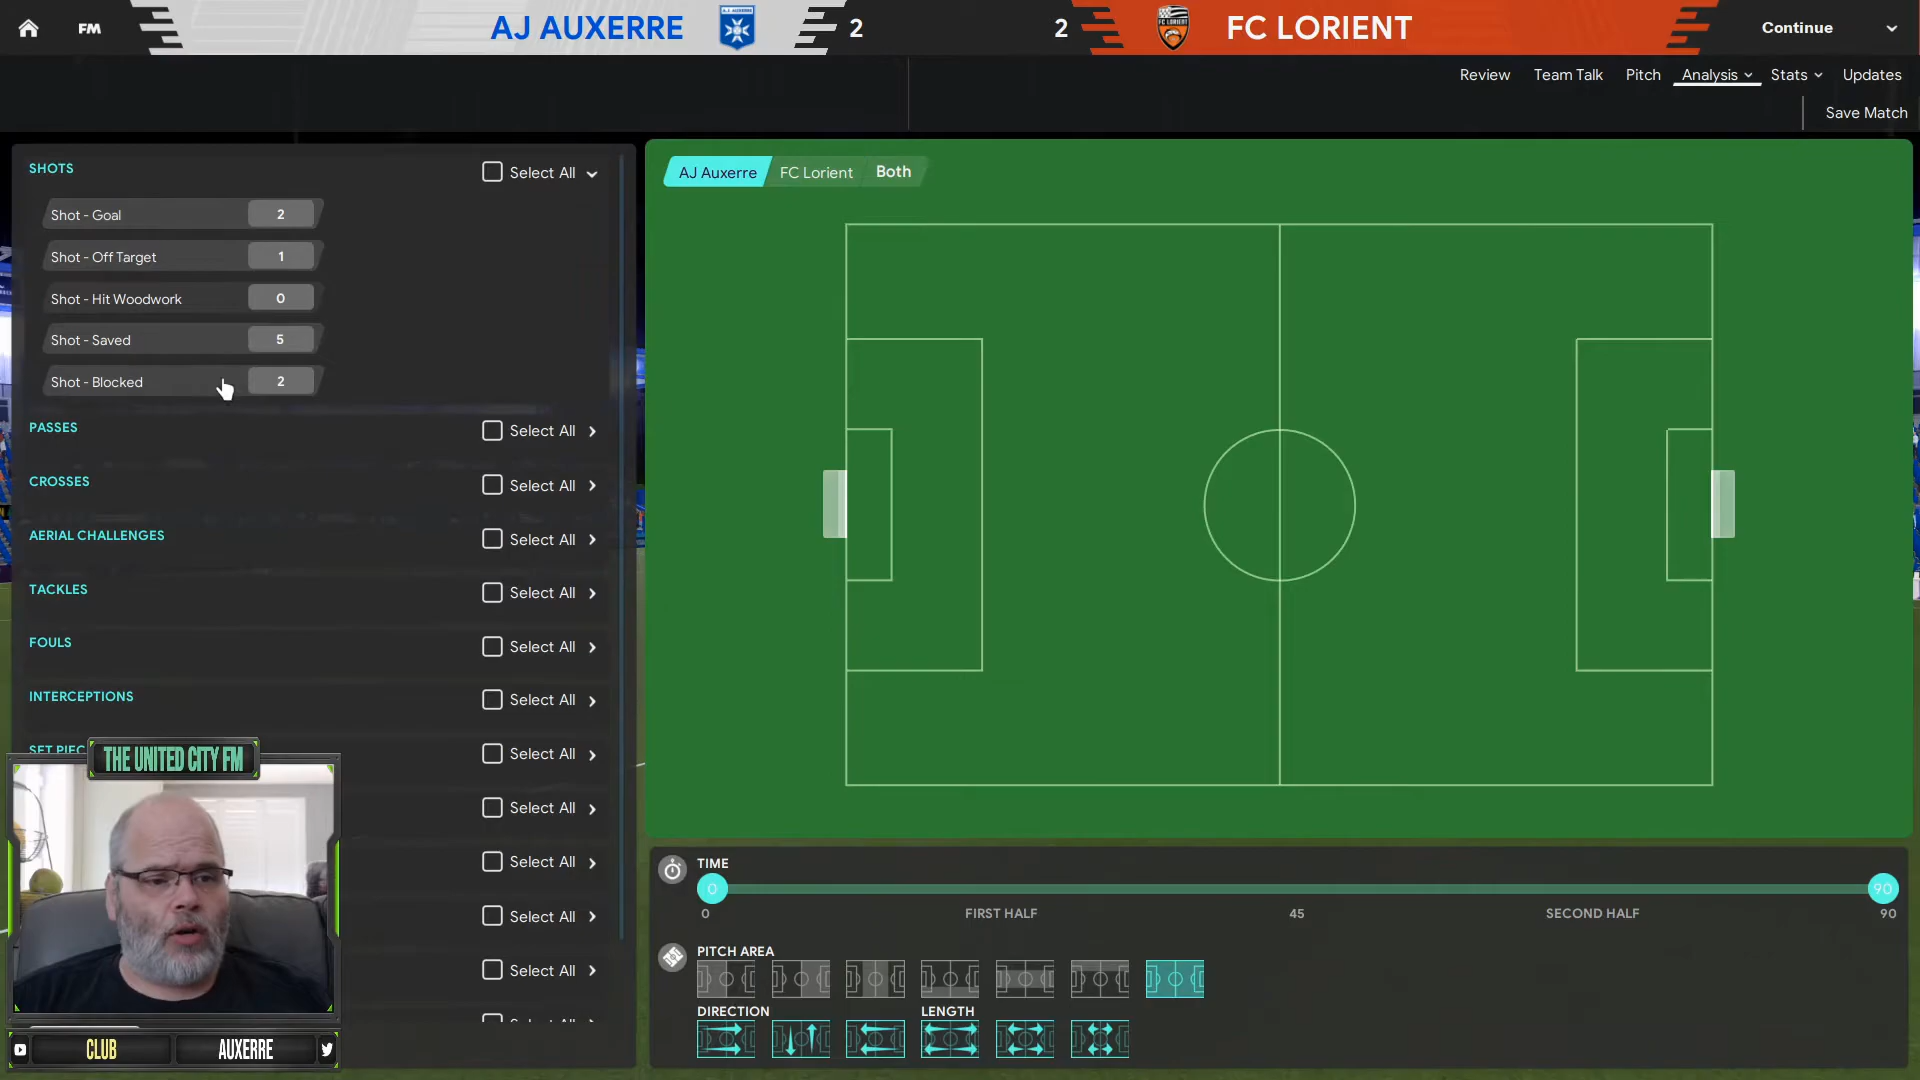 FM
AJ AUXERRE
AJ AUXERRE
2
2
FC LORIENT
FC LORIENT
Continue
Review
Team Talk
Pitch
Analysis
Stats
Updates
Save Match
SHOTS
Select All
Shot - Goal
2
Shot - Off Target
1
Shot - Hit Woodwork
0
Shot - Saved
5
Shot - Blocked
2
PASSES
Select All
CROSSES
Select All
AERIAL CHALLENGES
Select All
TACKLES
Select All
FOULS
Select All
INTERCEPTIONS
Select All
Select All
Select All
Select All
Select All
Select All
AJ Auxerre
FC Lorient
Both
TIME
0
90
0
FIRST HALF
45
SECOND HALF
90
PITCH AREA
DIRECTION
LENGTH
THE UNITED CITY FM
CLUB
AUXERRE